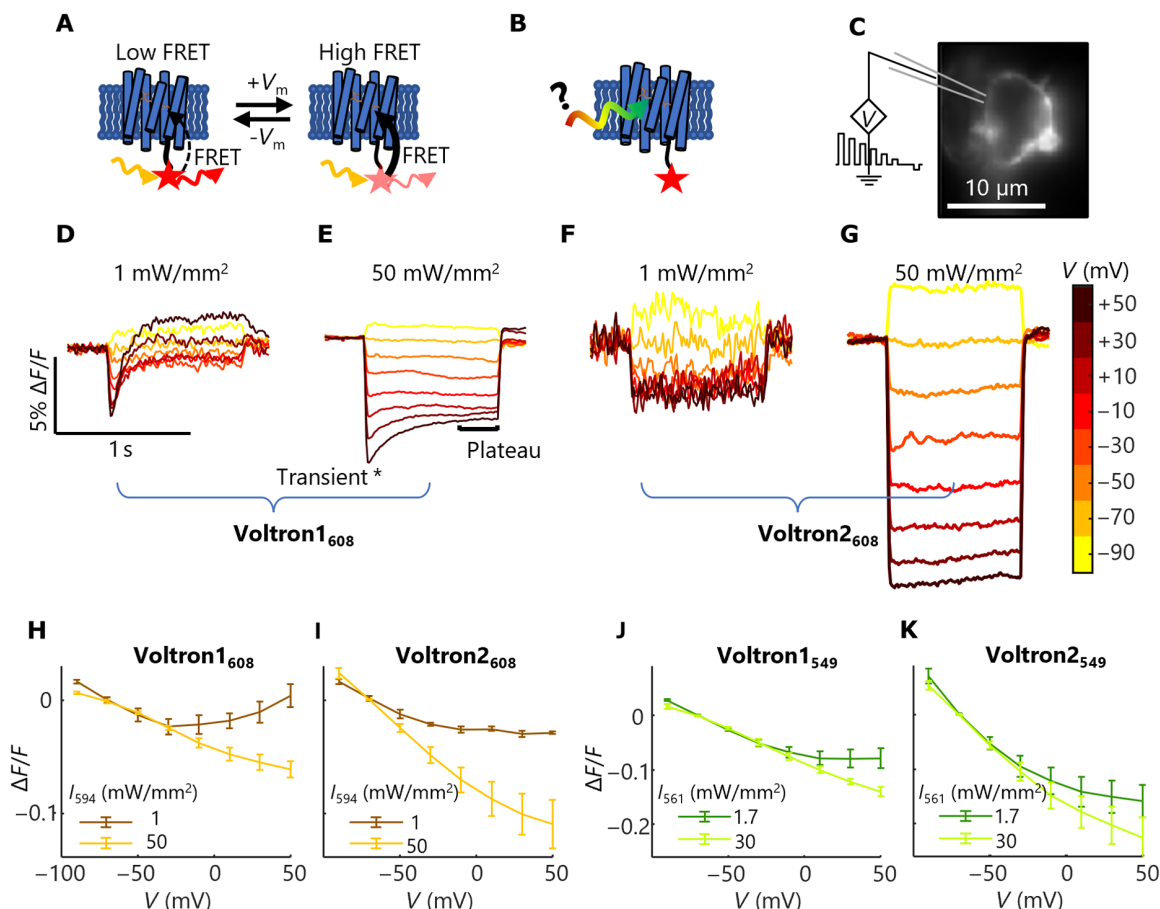 A
Low FRET
High FRET
+Vm
−Vm
FRET
FRET
B
?
C
V
10 µm
D
1 mW/mm²
5% ΔF/F
1 s
E
50 mW/mm²
Transient *
Plateau
Voltron1₆₀₈
F
1 mW/mm²
G
50 mW/mm²
Voltron2₆₀₈
V (mV)
+50
+30
+10
−10
−30
−50
−70
−90
H
Voltron1₆₀₈
ΔF/F
0
−0.1
I₅₉₄ (mW/mm²)
1
50
−100
−50
0
50
V (mV)
I
Voltron2₆₀₈
I₅₉₄ (mW/mm²)
1
50
−50
0
50
V (mV)
J
Voltron1₅₄₉
ΔF/F
0
−0.1
−0.2
I₅₆₁ (mW/mm²)
1.7
30
−50
0
50
V (mV)
K
Voltron2₅₄₉
I₅₆₁ (mW/mm²)
1.7
30
−50
0
50
V (mV)